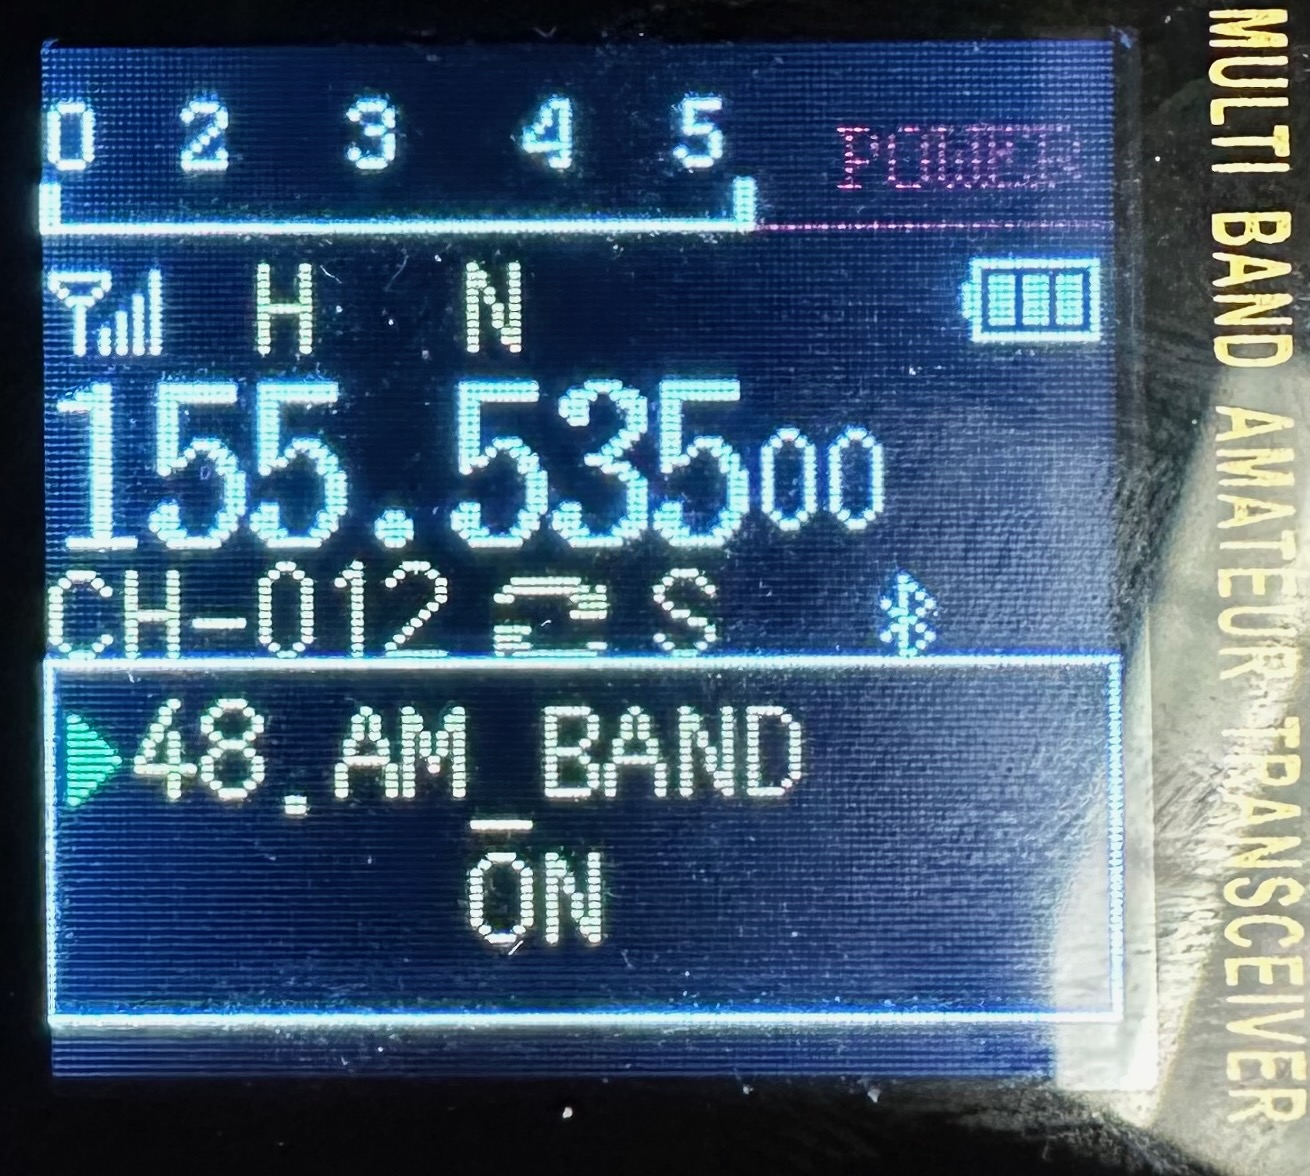 0 2 3 4 5 POWER
H N
155.53500
CH-012 S
48.AM BAND
ON
MULTI BAND AMATEUR TRANSCEIVER